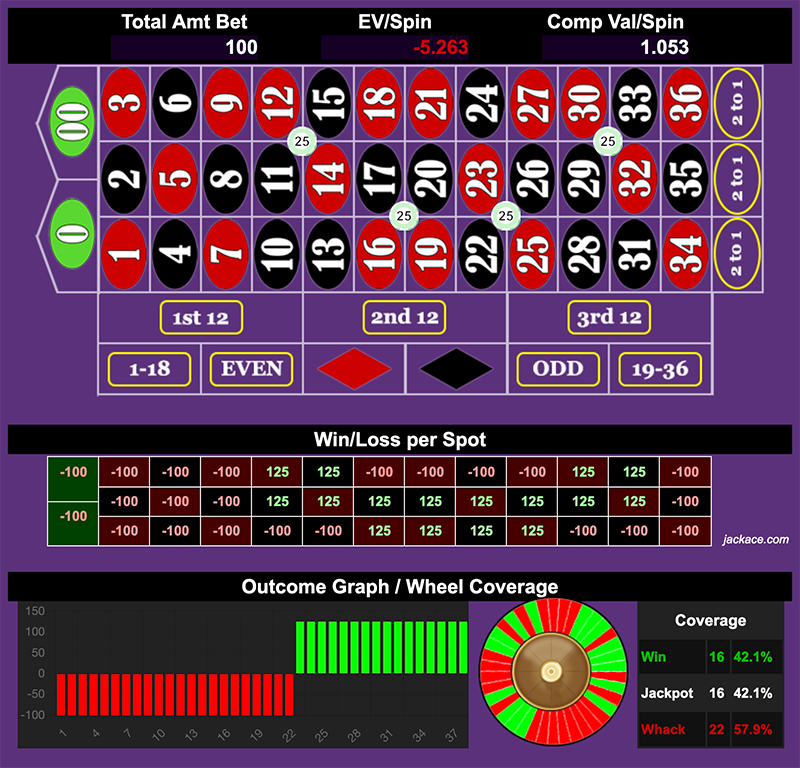 Total Amt Bet EV/Spin Comp Val/Spin
100 -5.263 1.053
00 3 6 9 12 15 18 21 24 27 30 33 36 2 to 1
25 25
0 2 5 8 11 14 17 20 23 26 29 32 35 2 to 1
25 25
1 4 7 10 13 16 19 22 25 28 31 34 2 to 1
1st 12 2nd 12 3rd 12
1-18 EVEN ODD 19-36
Win/Loss per Spot
-100 -100 -100 -100 125 125 -100 -100 -100 -100 125 125 -100
-100 -100 -100 125 125 125 125 125 125 125 125 -100
-100 -100 -100 -100 -100 -100 125 125 125 125 -100 -100 -100
jackace.com
Outcome Graph / Wheel Coverage
150
100
50
0
-50
-100
1 4 7 10 13 16 19 22 25 28 31 34 37
Coverage
Win 16 42.1%
Jackpot 16 42.1%
Whack 22 57.9%